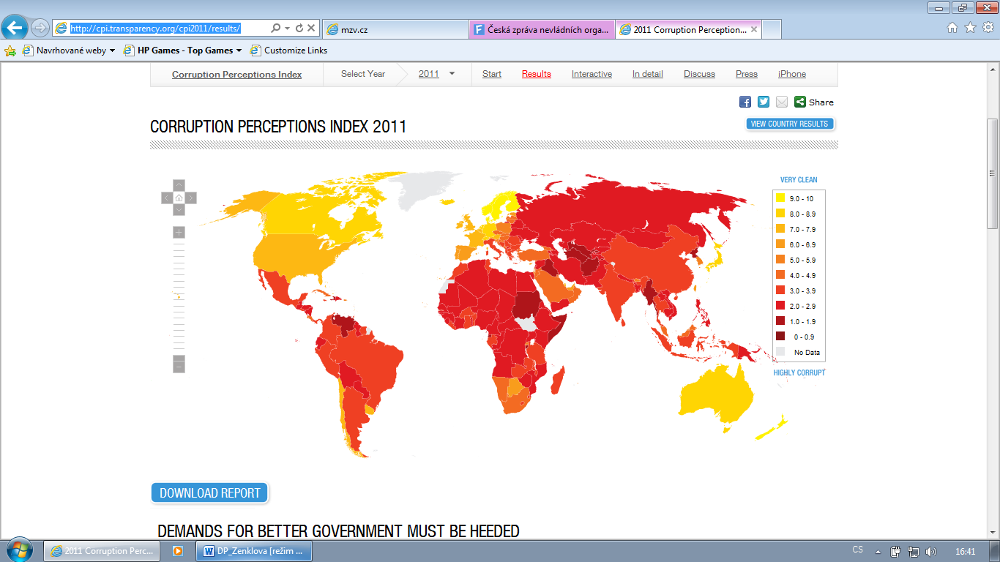 http://cpi.transparency.org/cpi2011/results/
mzv.cz
Česká zpráva nevládních orga...
2011 Corruption Perception...
Navrhované weby
HP Games - Top Games
Customize Links
Corruption Perceptions Index
Select Year
2011
Start
Results
Interactive
In detail
Discuss
Press
iPhone
Share
CORRUPTION PERCEPTIONS INDEX 2011
VIEW COUNTRY RESULTS
VERY CLEAN
9.0 - 10
8.0 - 8.9
7.0 - 7.9
6.0 - 6.9
5.0 - 5.9
4.0 - 4.9
3.0 - 3.9
2.0 - 2.9
1.0 - 1.9
0 - 0.9
No Data
HIGHLY CORRUPT
DOWNLOAD REPORT
DEMANDS FOR BETTER GOVERNMENT MUST BE HEEDED
2011 Corruption Perc...
DP_Zenklova [režim ...
CS
16:41